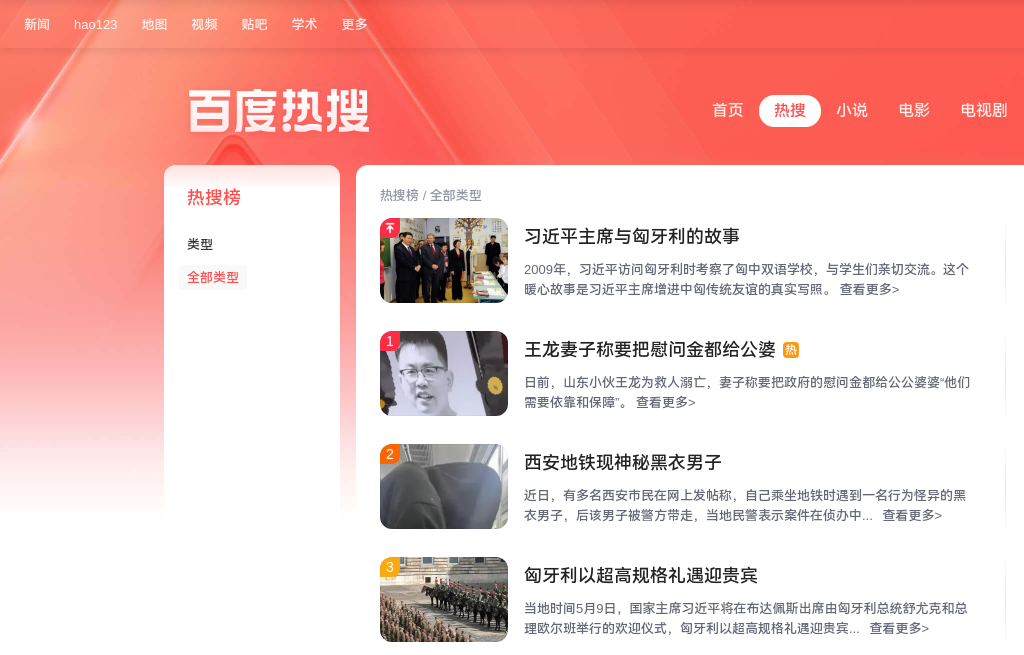 新闻 hao123 地图 视频 贴吧 学术 更多
百度热搜
首页 热搜 小说 电影 电视剧
热搜榜
类型
全部类型
热搜榜 / 全部类型
习近平主席与匈牙利的故事
2009年，习近平访问匈牙利时考察了匈中双语学校，与学生们亲切交流。这个
暖心故事是习近平主席增进中匈传统友谊的真实写照。 查看更多>
1
王龙妻子称要把慰问金都给公婆 热
日前，山东小伙王龙为救人溺亡，妻子称要把政府的慰问金都给公公婆婆“他们
需要依靠和保障”。 查看更多>
2
西安地铁现神秘黑衣男子
近日，有多名西安市民在网上发帖称，自己乘坐地铁时遇到一名行为怪异的黑
衣男子，后该男子被警方带走，当地民警表示案件在侦办中... 查看更多>
3
匈牙利以超高规格礼遇迎贵宾
当地时间5月9日，国家主席习近平将在布达佩斯出席由匈牙利总统舒尤克和总
理欧尔班举行的欢迎仪式，匈牙利以超高规格礼遇迎贵宾... 查看更多>